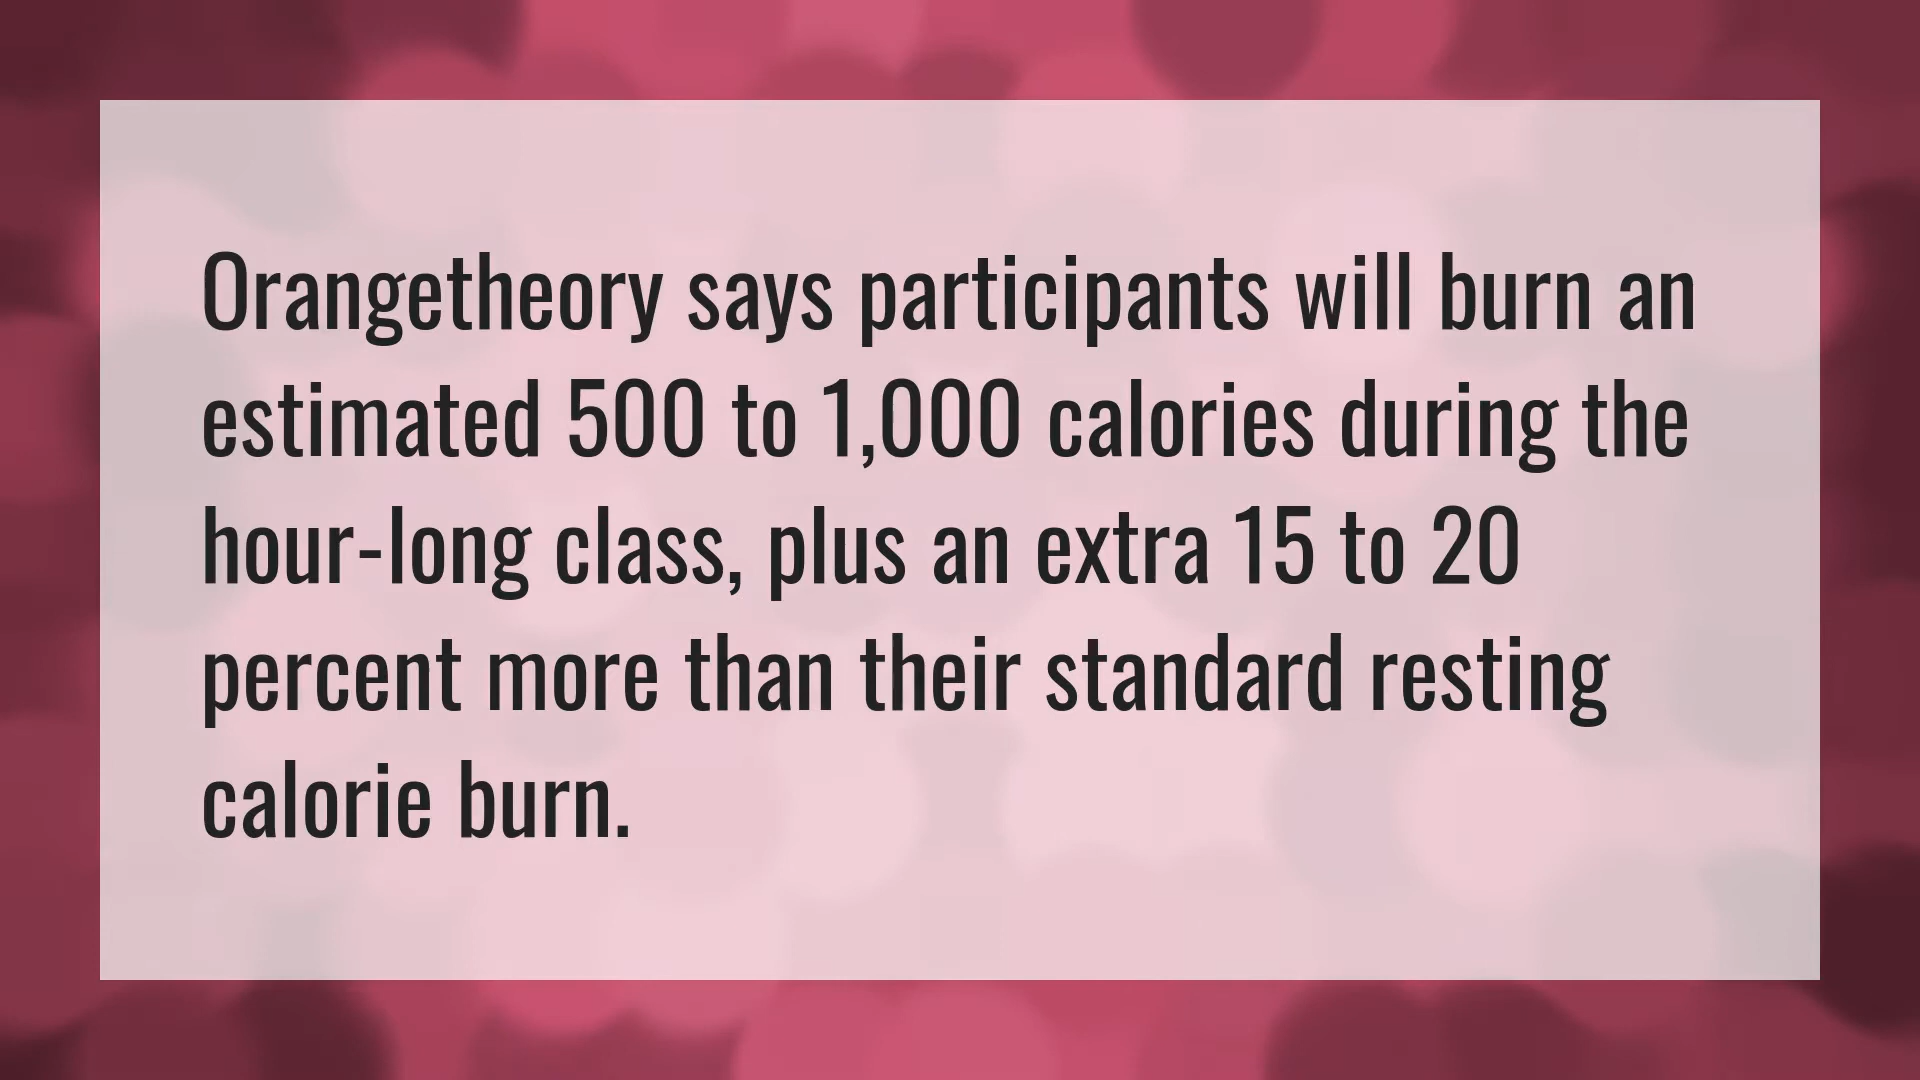 Orangetheory says participants will burn an
estimated 500 to 1,000 calories during the
hour-long class, plus an extra 15 to 20
percent more than their standard resting
calorie burn.